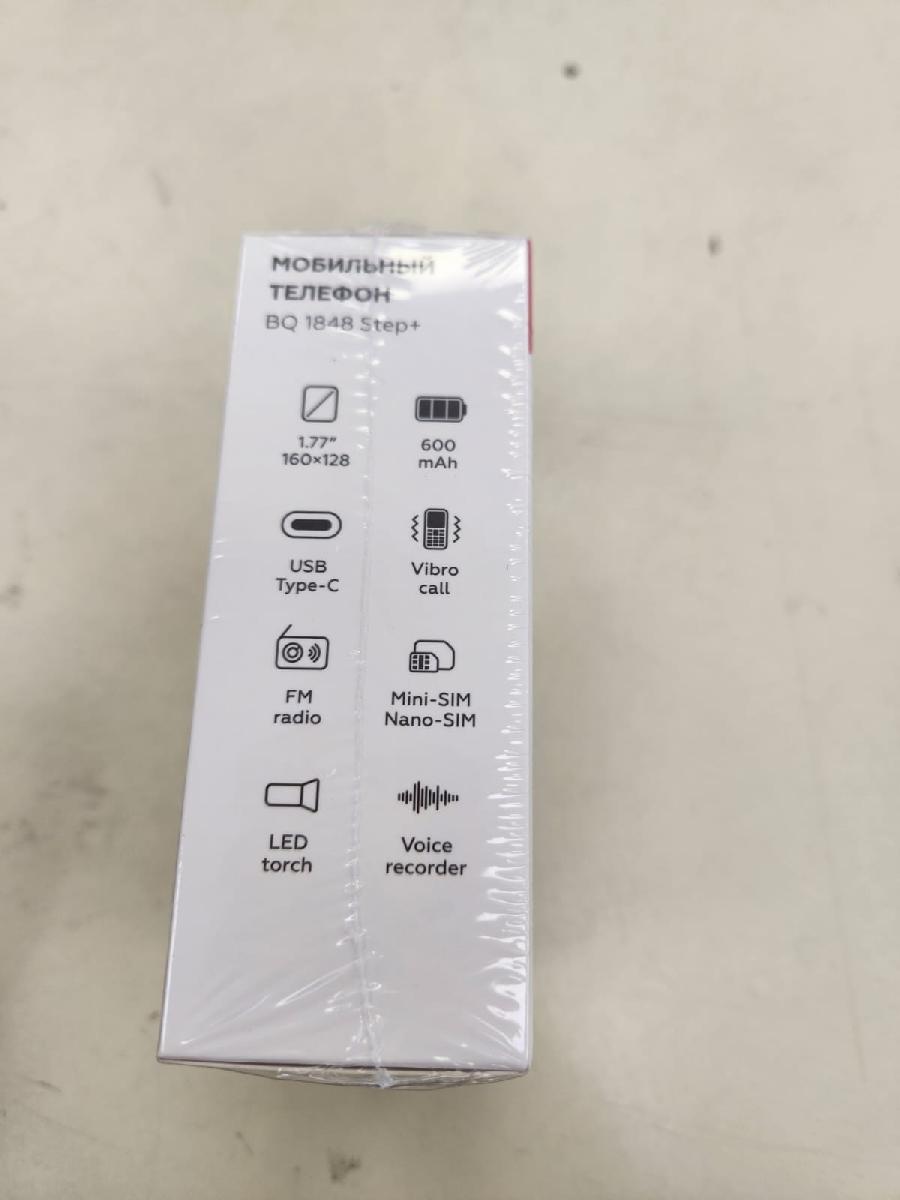 МОБИЛЬНЫЙ
ТЕЛЕФОН
BQ 1848 Step+
1.77”
160×128
600
mAh
USB
Type-C
Vibro
call
FM
radio
Mini-SIM
Nano-SIM
LED
torch
Voice
recorder